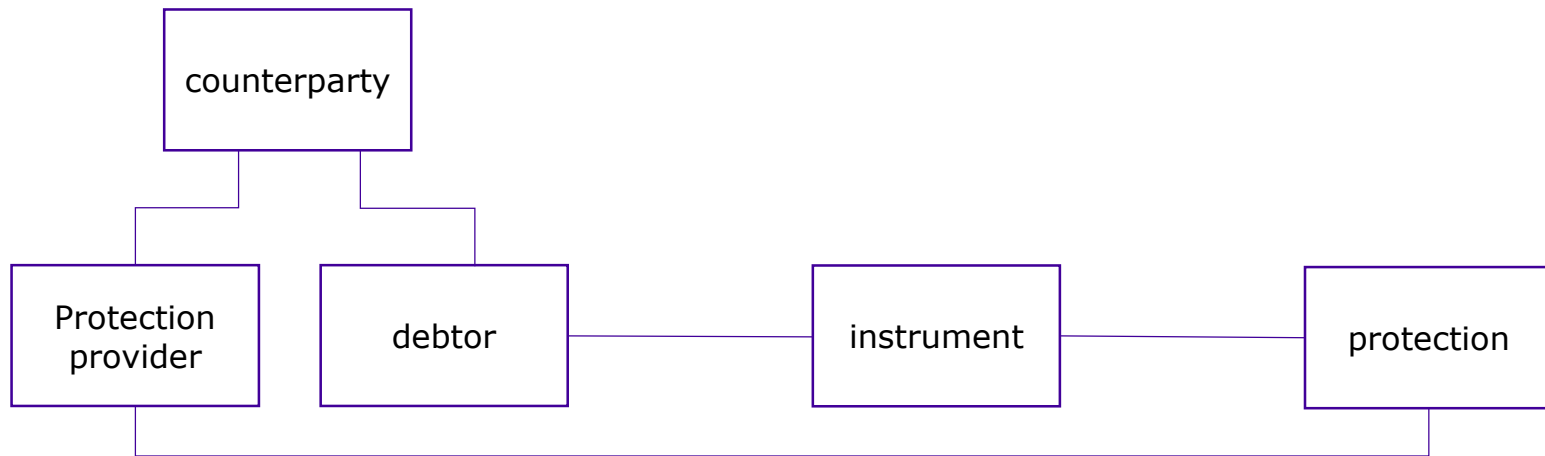 counterparty
Protection
provider
debtor
instrument
protection